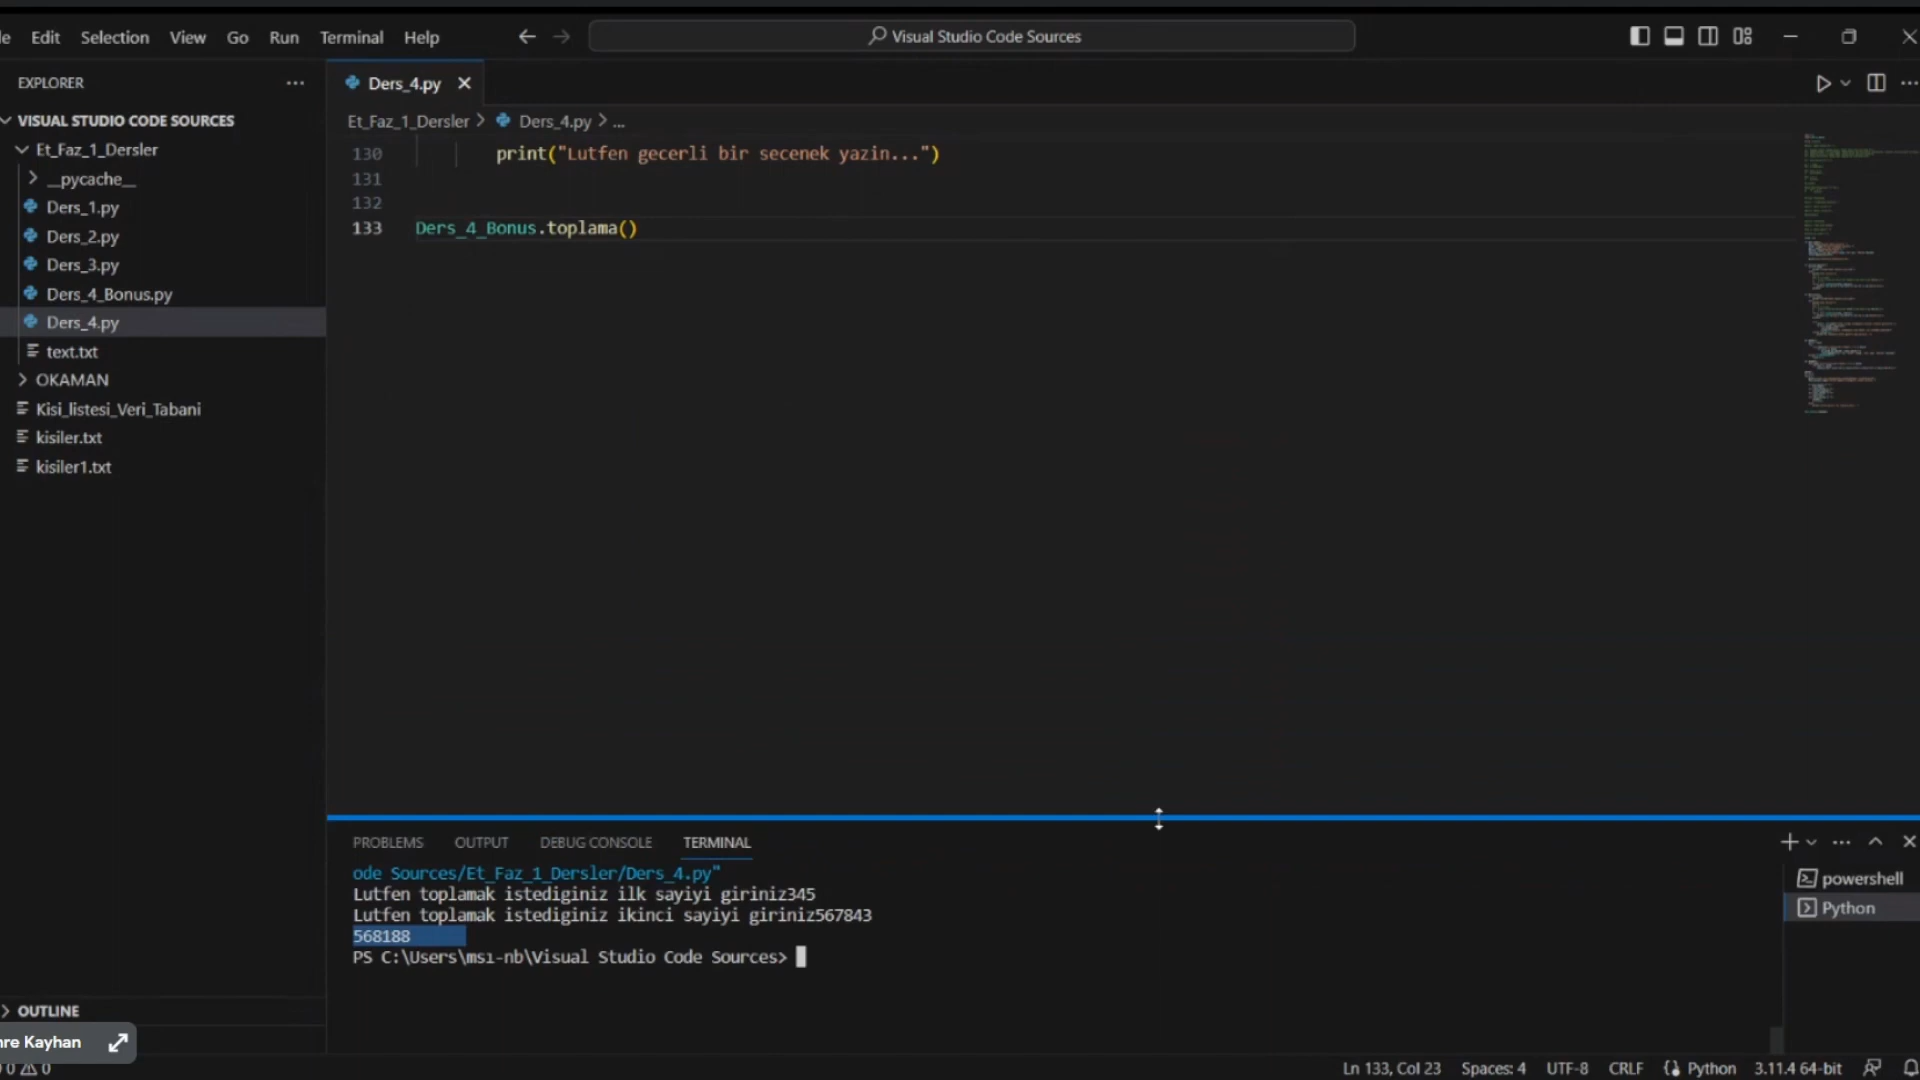 Edit Selection View Go Run Terminal Help
Visual Studio Code Sources
EXPLORER
Ders_4.py
VISUAL STUDIO CODE SOURCES
Et_Faz_1_Dersler
__pycache__
Ders_1.py
Ders_2.py
Ders_3.py
Ders_4_Bonus.py
Ders_4.py
text.txt
OKAMAN
Kisi_listesi_Veri_Tabani
kisiler.txt
kisiler1.txt
OUTLINE
Et_Faz_1_Dersler > Ders_4.py > ...
130 print("Lutfen gecerli bir secenek yazin...")
131
132
133 Ders_4_Bonus.toplama()
PROBLEMS OUTPUT DEBUG CONSOLE TERMINAL
ode Sources/Et_Faz_1_Dersler/Ders_4.py"
Lutfen toplamak istediginiz ilk sayiyi giriniz345
Lutfen toplamak istediginiz ikinci sayiyi giriniz567843
568188
PS C:\Users\msı-nb\Visual Studio Code Sources>
powershell
Python
Kayhan
0 0
Ln 133, Col 23 Spaces: 4 UTF-8 CRLF Python 3.11.4 64-bit